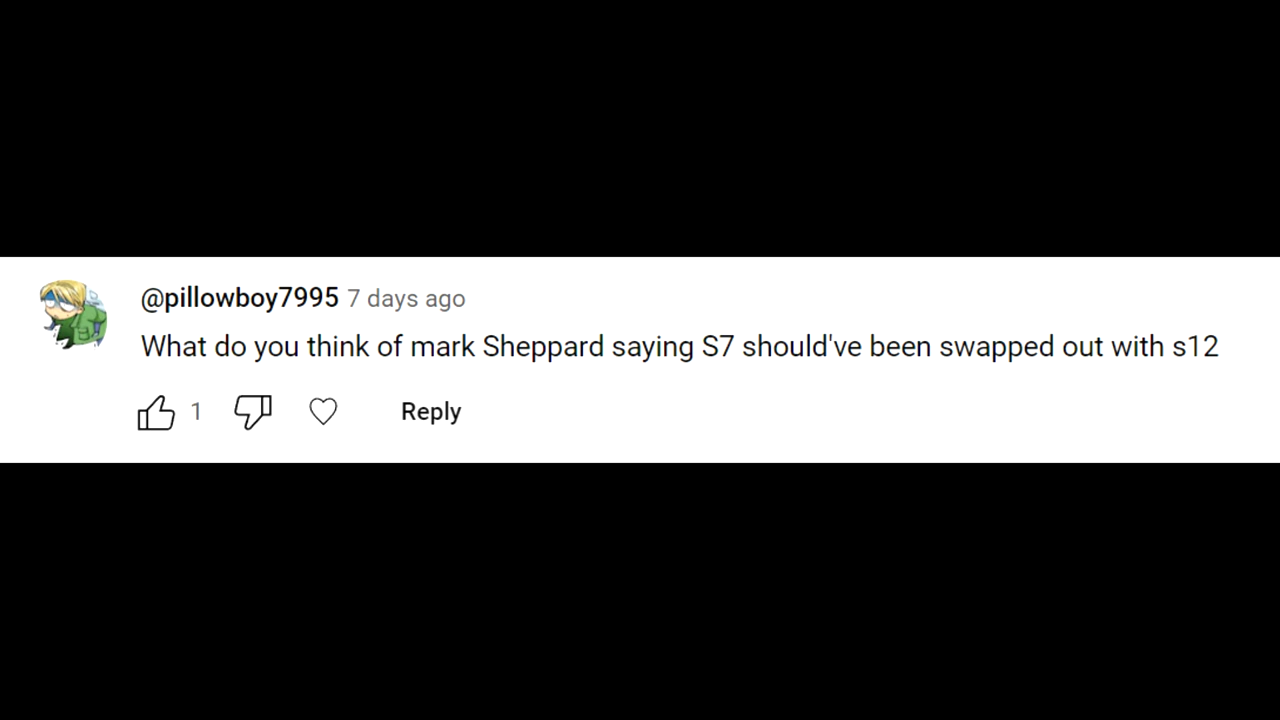 @pillowboy7995 7 days ago
What do you think of mark Sheppard saying S7 should've been swapped out with s12
1 Reply